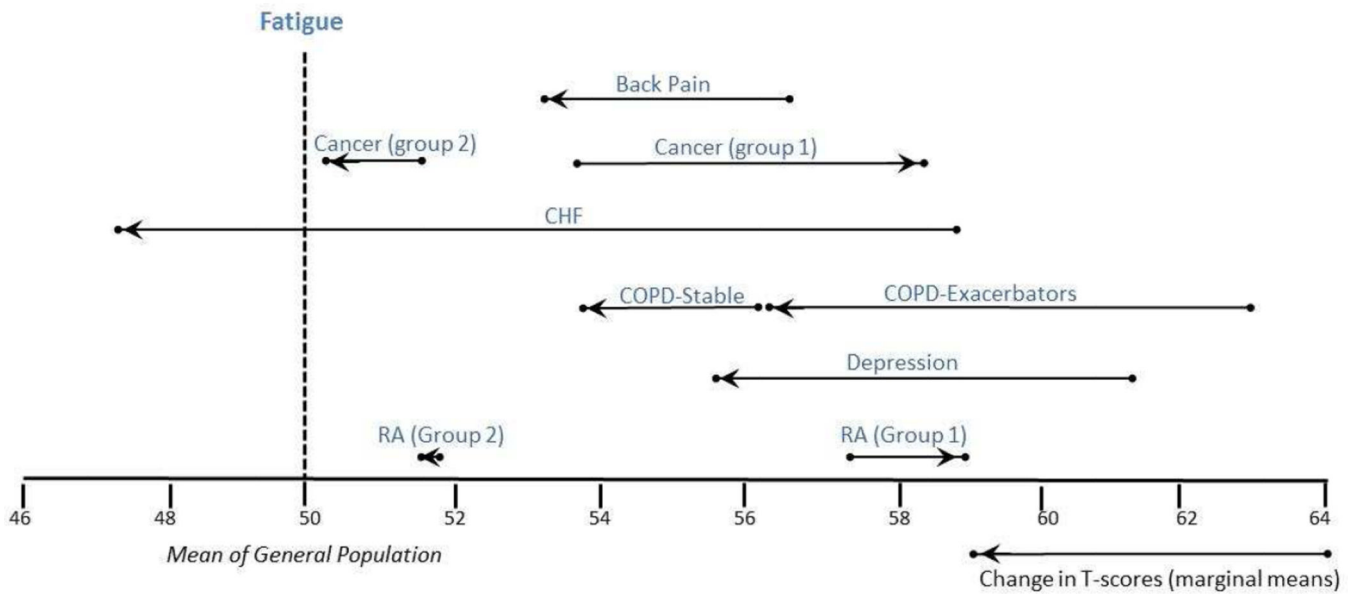 Fatigue
Back Pain
Cancer (group 2)
Cancer (group 1)
CHF
COPD-Stable
COPD-Exacerbators
Depression
RA (Group 2)
RA (Group 1)
46 48 50 52 54 56 58 60 62 64
Mean of General Population
Change in T-scores (marginal means)